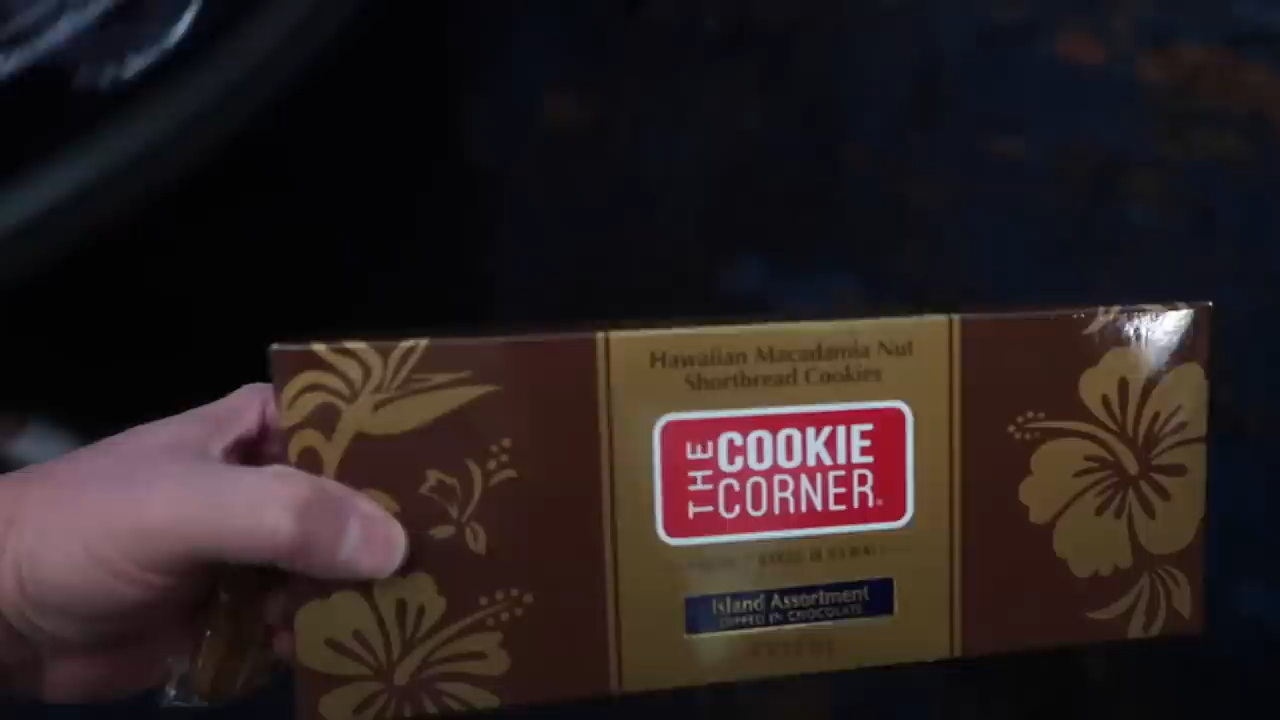 Hawaiian Macadamia Nut
Shortbread Cookies
THE
COOKIE
CORNER
Island Assortment
DIPPED IN CHOCOLATE